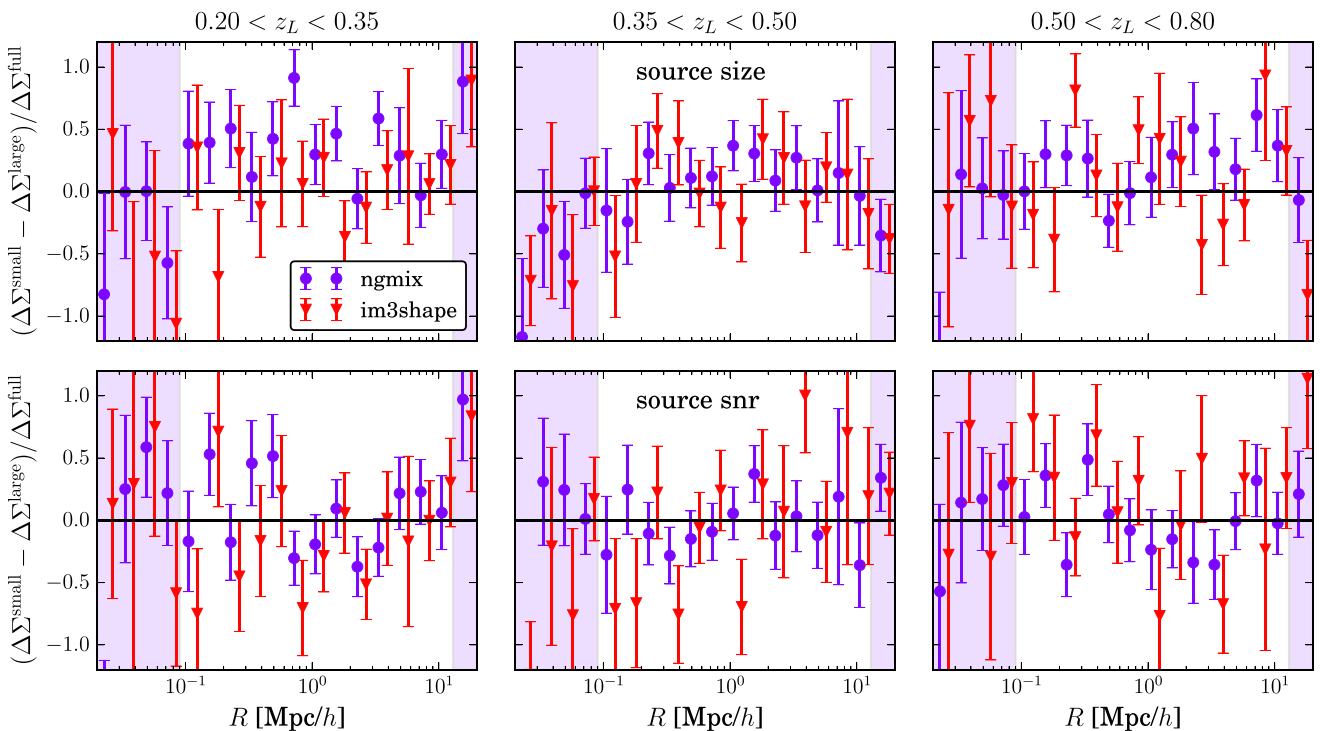 0.20 < z_L < 0.35
0.35 < z_L < 0.50
0.50 < z_L < 0.80
(ΔΣ^small − ΔΣ^large)/ΔΣ^full
1.0
0.5
0.0
−0.5
−1.0
source size
ngmix
im3shape
(ΔΣ^small − ΔΣ^large)/ΔΣ^full
1.0
0.5
0.0
−0.5
−1.0
source snr
10^−1 10^0 10^1
10^−1 10^0 10^1
10^−1 10^0 10^1
R [Mpc/h]
R [Mpc/h]
R [Mpc/h]